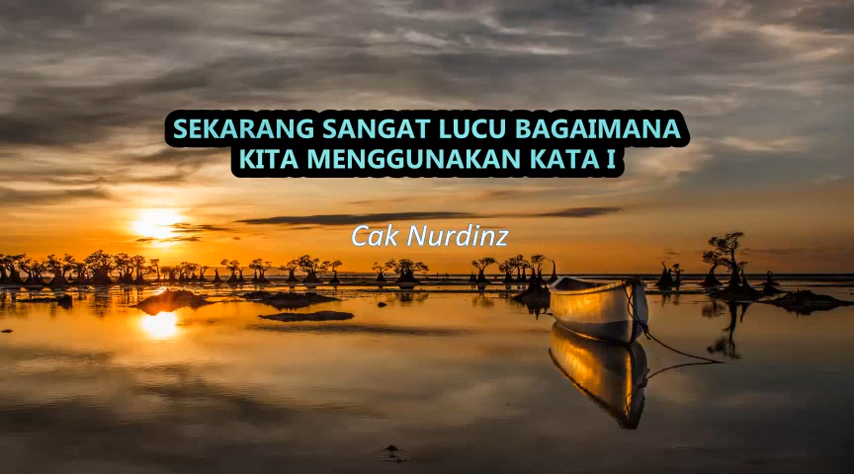 SEKARANG SANGAT LUCU BAGAIMANA
KITA MENGGUNAKAN KATA I
Cak Nurdinz